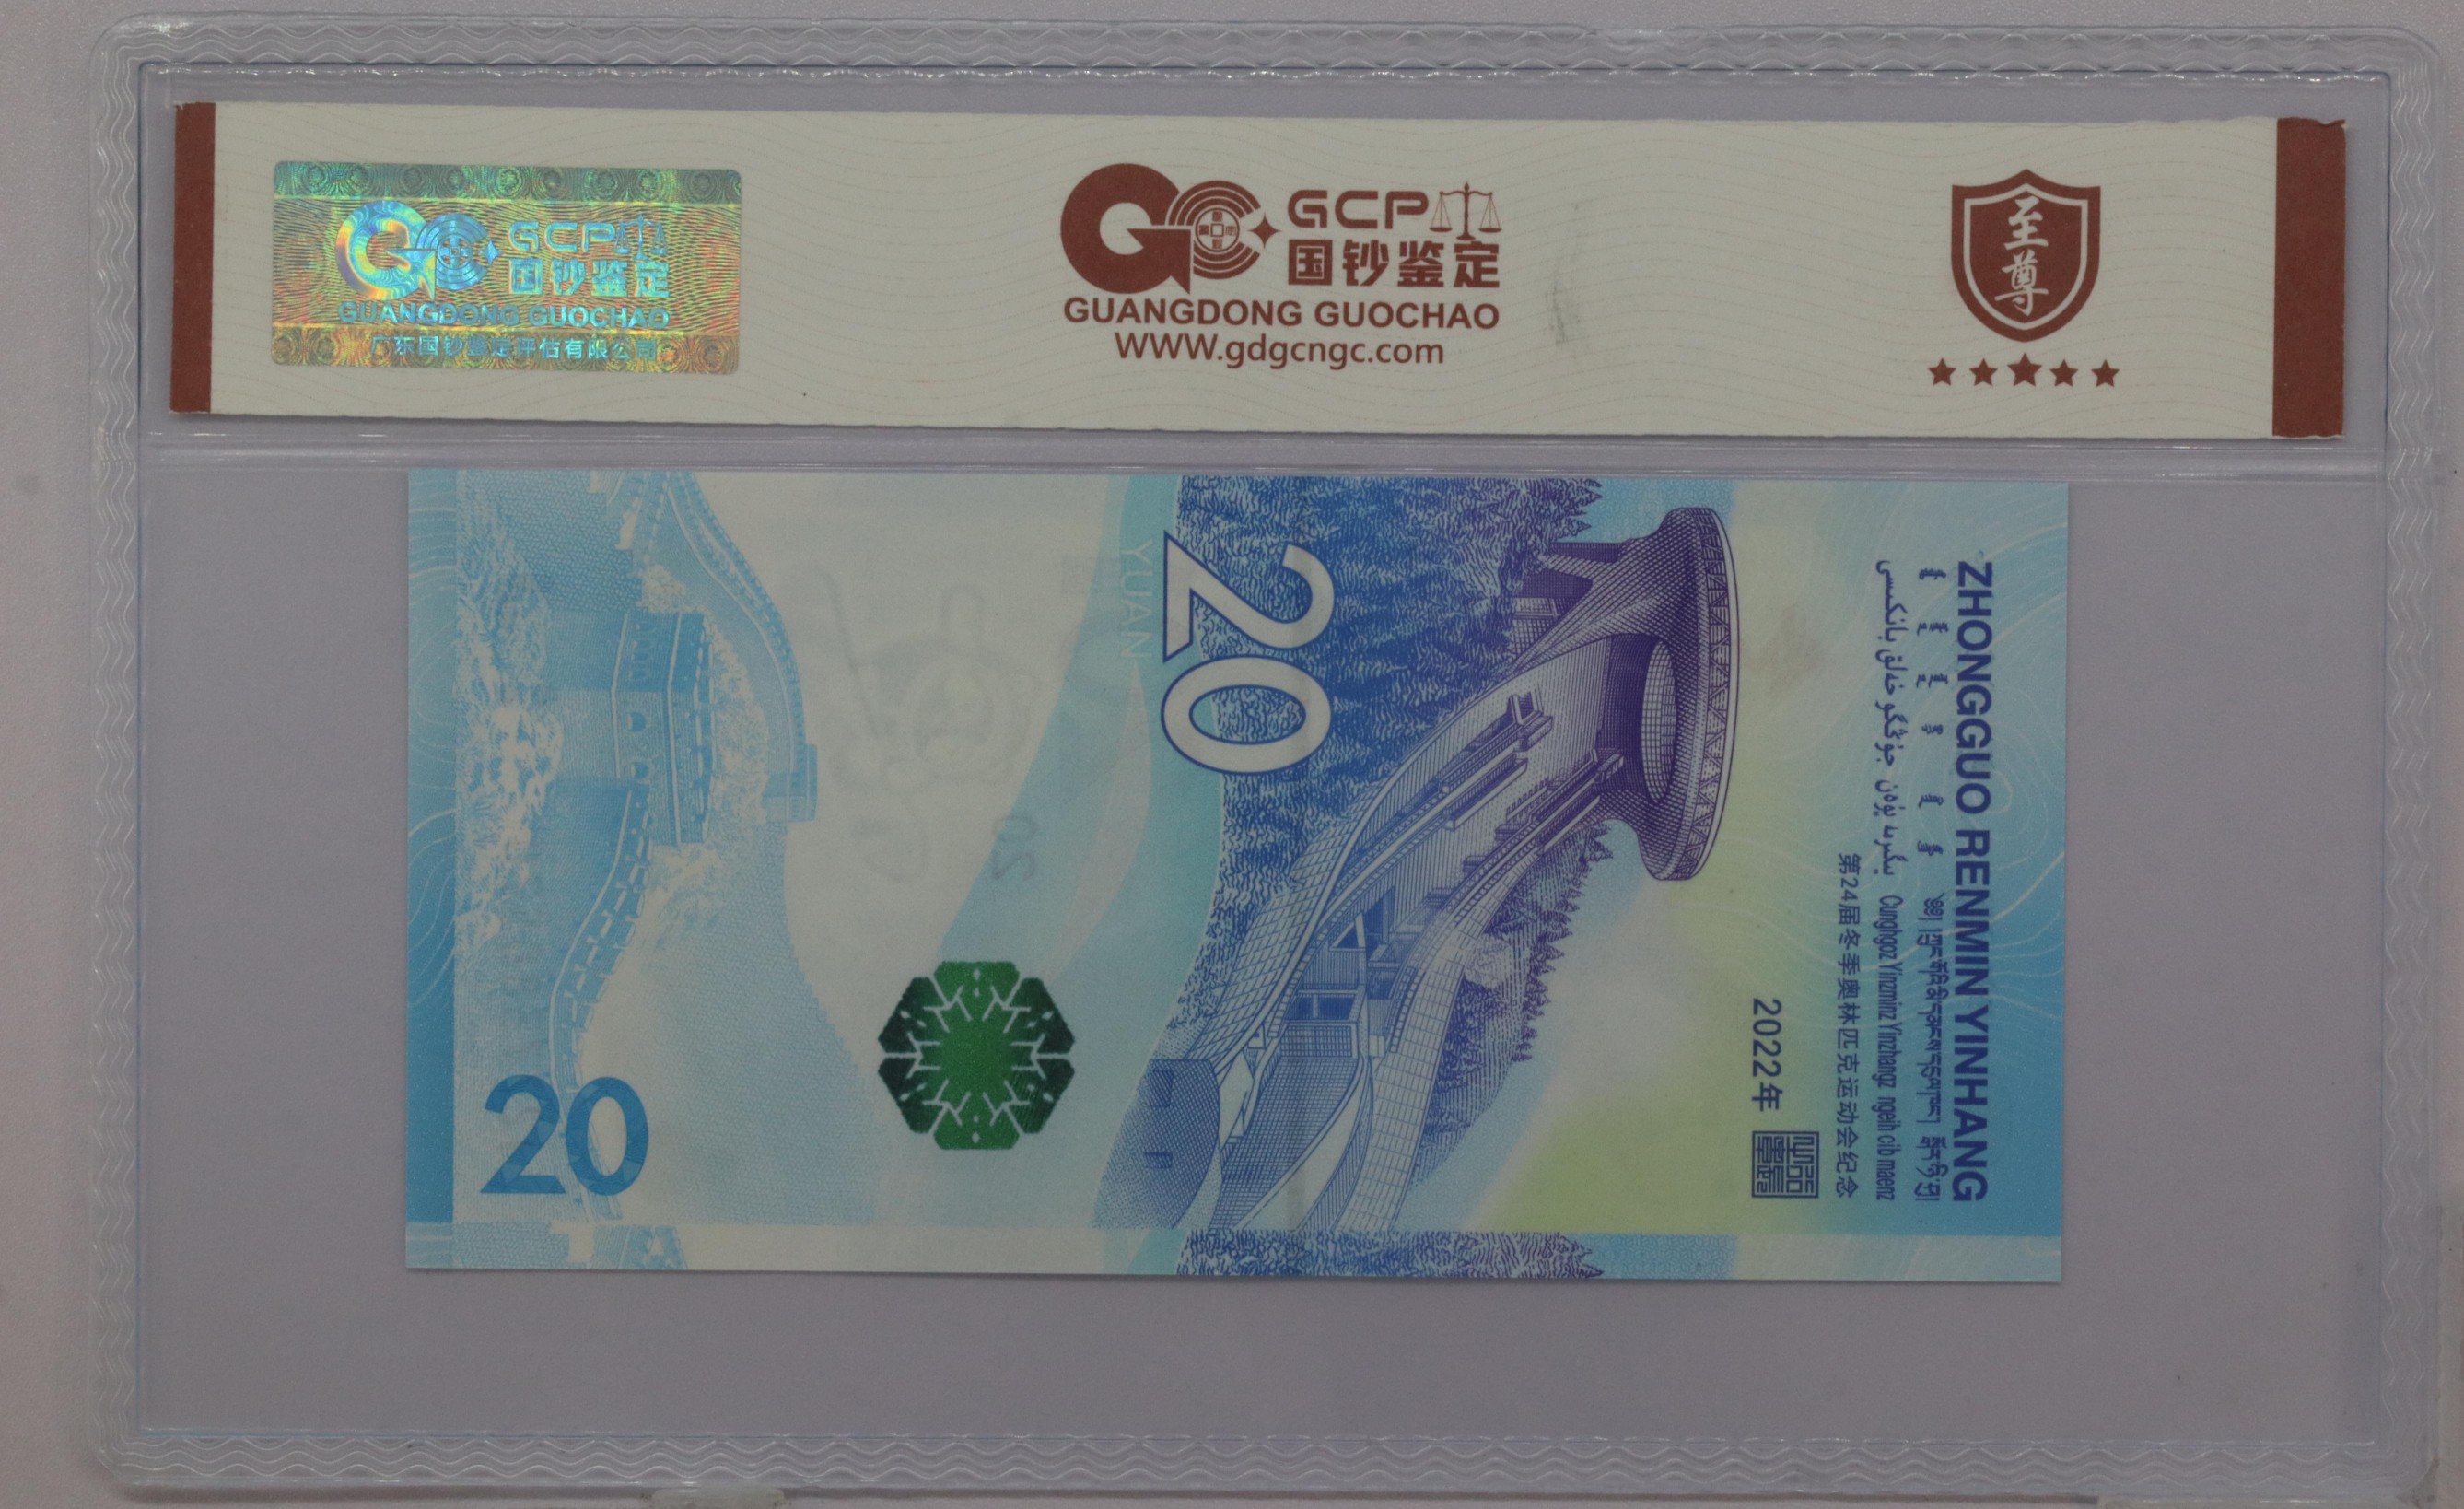 GCP
国钞鉴定
GUANGDONG GUOCHAO
广东国钞鉴定评估有限公司
GCP
国钞鉴定
GUANGDONG GUOCHAO
WWW.gdgcngc.com
至尊
ZHONGGUO RENMIN YINHANG
جۇڭگو خەلق بانكىسى
يىگىرمە يۈەن
Cunghgoz Yinzminz Yinzhangz ngeih cib maenz
第24届冬季奥林匹克运动会纪念
2022年
20
YUAN
20